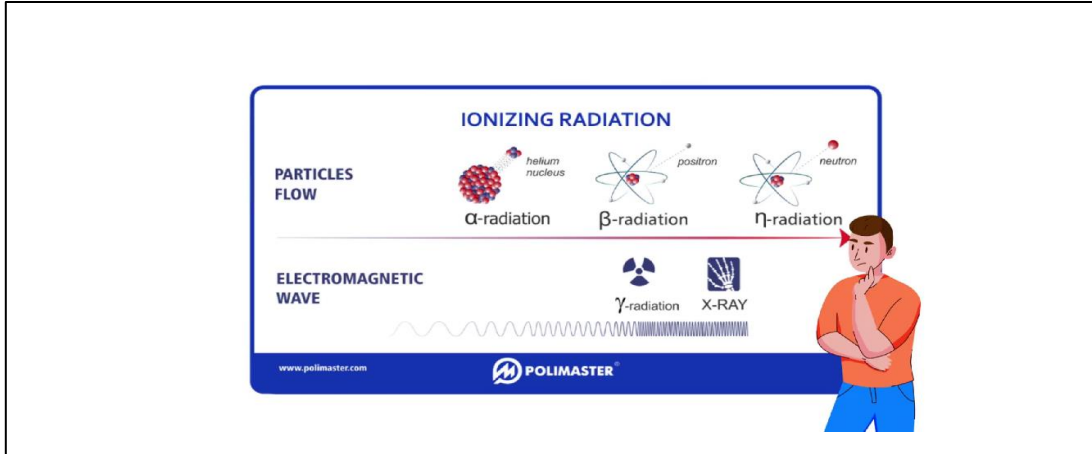 IONIZING RADIATION
PARTICLES
FLOW
helium
nucleus
positron
neutron
α-radiation
β-radiation
η-radiation
ELECTROMAGNETIC
WAVE
γ-radiation
X-RAY
www.polimaster.com
POLIMASTER®